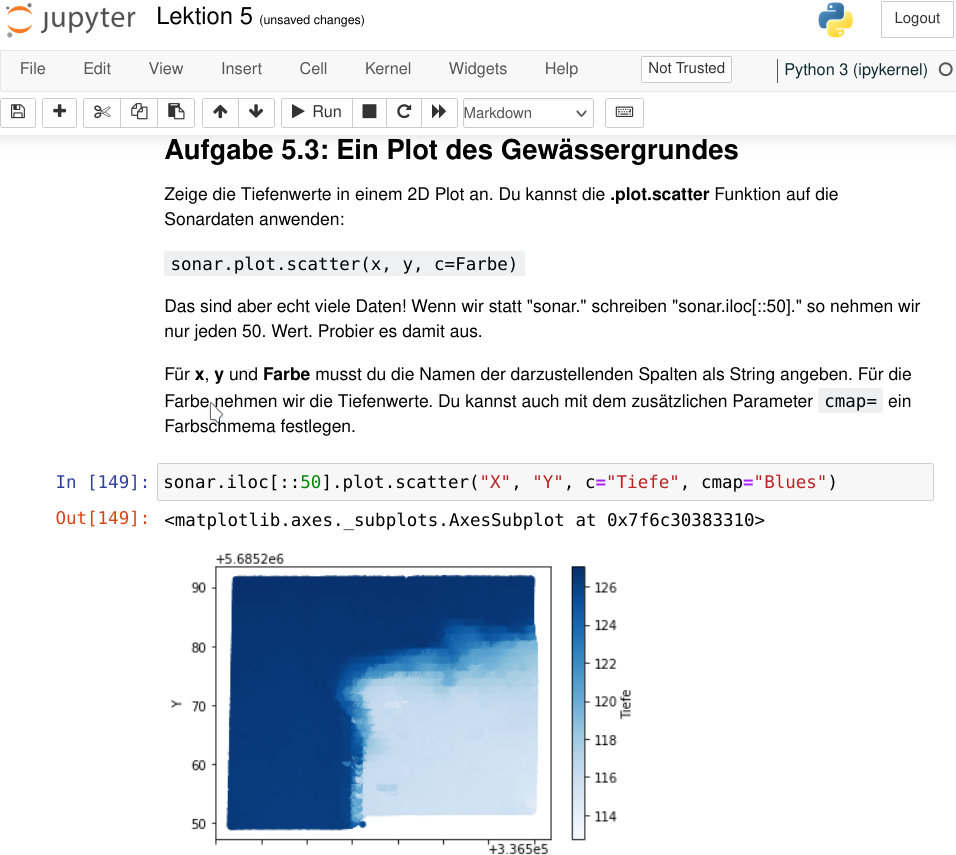 jupyter Lektion 5 (unsaved changes) Logout
File Edit View Insert Cell Kernel Widgets Help Not Trusted Python 3 (ipykernel)
Run Markdown
Aufgabe 5.3: Ein Plot des Gewässergrundes
Zeige die Tiefenwerte in einem 2D Plot an. Du kannst die .plot.scatter Funktion auf die
Sonardaten anwenden:
sonar.plot.scatter(x, y, c=Farbe)
Das sind aber echt viele Daten! Wenn wir statt "sonar." schreiben "sonar.iloc[::50]." so nehmen wir
nur jeden 50. Wert. Probier es damit aus.
Für x, y und Farbe musst du die Namen der darzustellenden Spalten als String angeben. Für die
Farbe nehmen wir die Tiefenwerte. Du kannst auch mit dem zusätzlichen Parameter cmap= ein
Farbschmema festlegen.
In [149]: sonar.iloc[::50].plot.scatter("X", "Y", c="Tiefe", cmap="Blues")
Out[149]: <matplotlib.axes._subplots.AxesSubplot at 0x7f6c30383310>
+5.6852e6
90
80
70
60
50
Y
+3.365e5
126
124
122
120
118
116
114
Tiefe